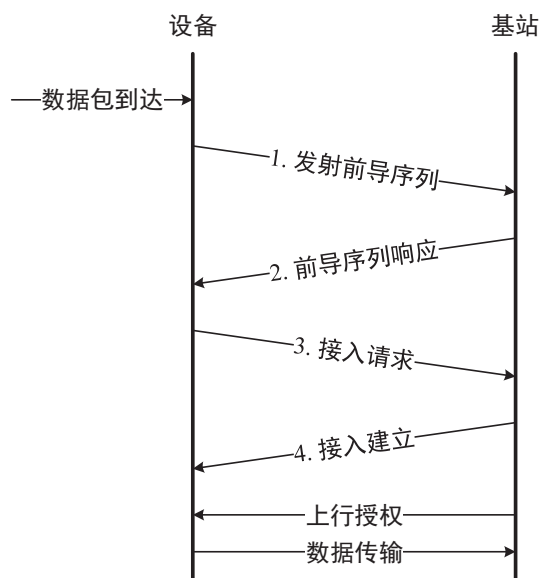 设备
基站
数据包到达
1. 发射前导序列
2. 前导序列响应
3. 接入请求
4. 接入建立
上行授权
数据传输